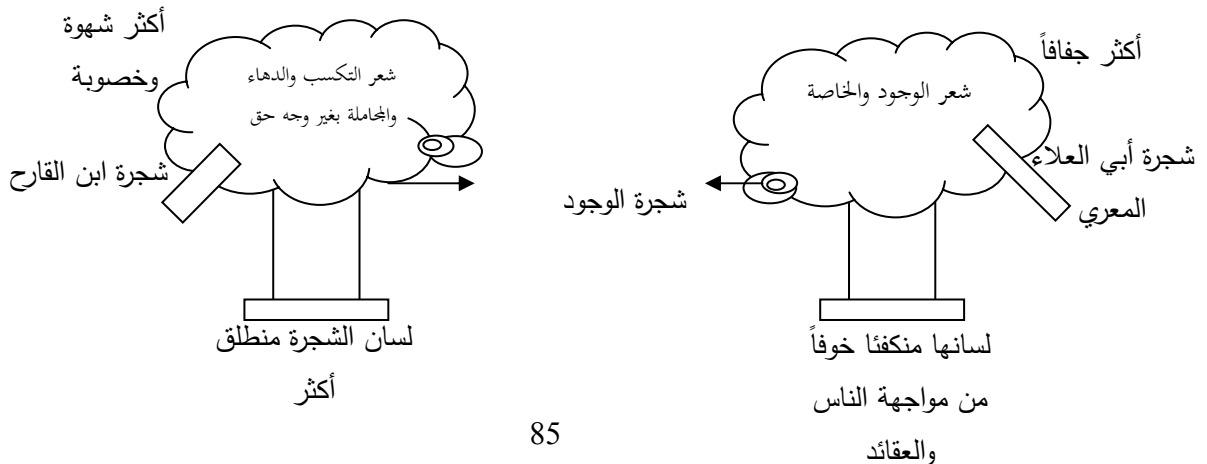 أكثر جفافاً
شعر الوجود والخاصة
شجرة أبي العلاء
المعري
شجرة الوجود
لسانها منكفئا خوفاً
من مواجهة الناس
والعقائد
أكثر شهوة
وخصوبة
شعر التكسب والدهاء
والمجاملة بغير وجه حق
شجرة ابن القارح
لسان الشجرة منطلق
أكثر
85